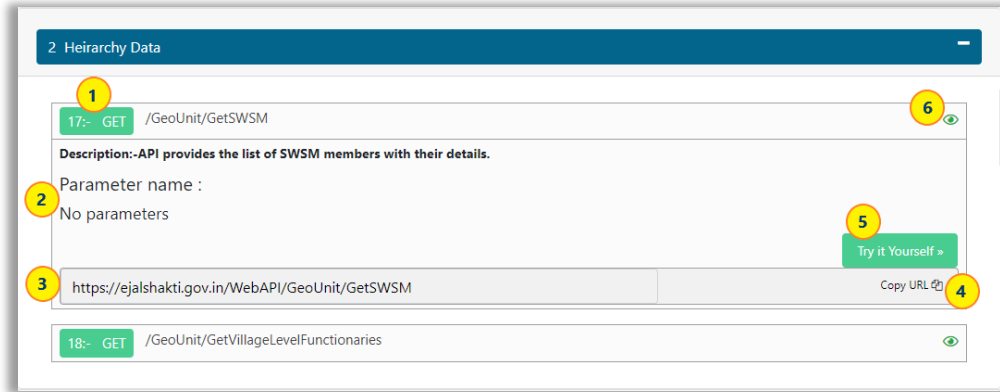 2 Heirarchy Data
1
17:- GET /GeoUnit/GetSWSM
6
Description:-API provides the list of SWSM members with their details.
Parameter name :
2
No parameters
5
Try it Yourself »
3
https://ejalshakti.gov.in/WebAPI/GeoUnit/GetSWSM
Copy URL
4
18:- GET /GeoUnit/GetVillageLevelFunctionaries